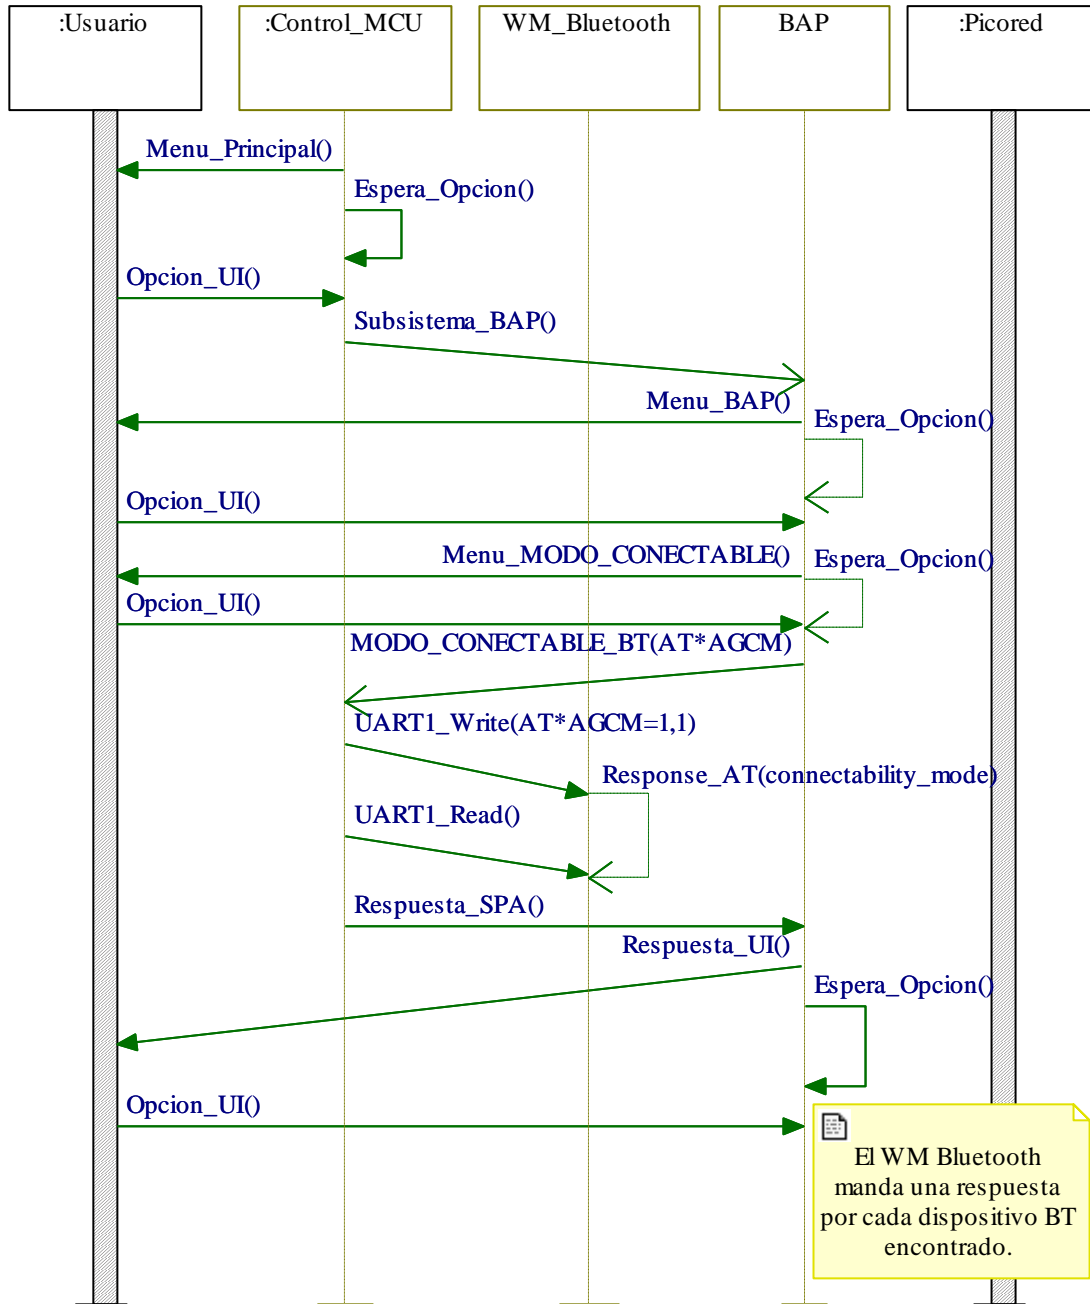 :Usuario
:Control_MCU
WM_Bluetooth
BAP
:Picored
Menu_Principal()
Espera_Opcion()
Opcion_UI()
Subsistema_BAP()
Menu_BAP()
Espera_Opcion()
Opcion_UI()
Menu_MODO_CONECTABLE()
Espera_Opcion()
Opcion_UI()
MODO_CONECTABLE_BT(AT*AGCM)
UART1_Write(AT*AGCM=1,1)
Response_AT(connectability_mode)
UART1_Read()
Respuesta_SPA()
Respuesta_UI()
Espera_Opcion()
Opcion_UI()
El WM Bluetooth
manda una respuesta
por cada dispositivo BT
encontrado.